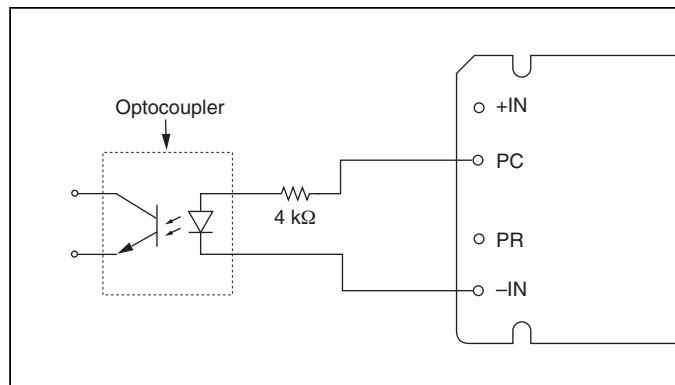 Optocoupler
4 kΩ
+IN
PC
PR
–IN